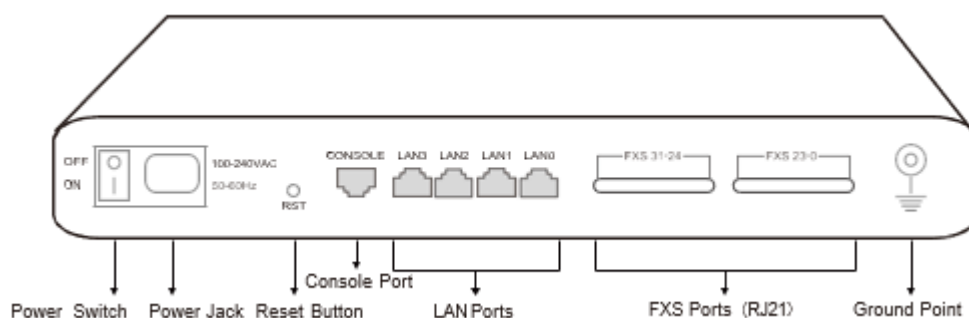 OFF
ON
100-240VAC
50-60Hz
RST
CONSOLE LAN3 LAN2 LAN1 LAN0
FXS 31-24 FXS 23-0
Console Port
Power Switch Power Jack Reset Button LAN Ports FXS Ports (RJ21) Ground Point